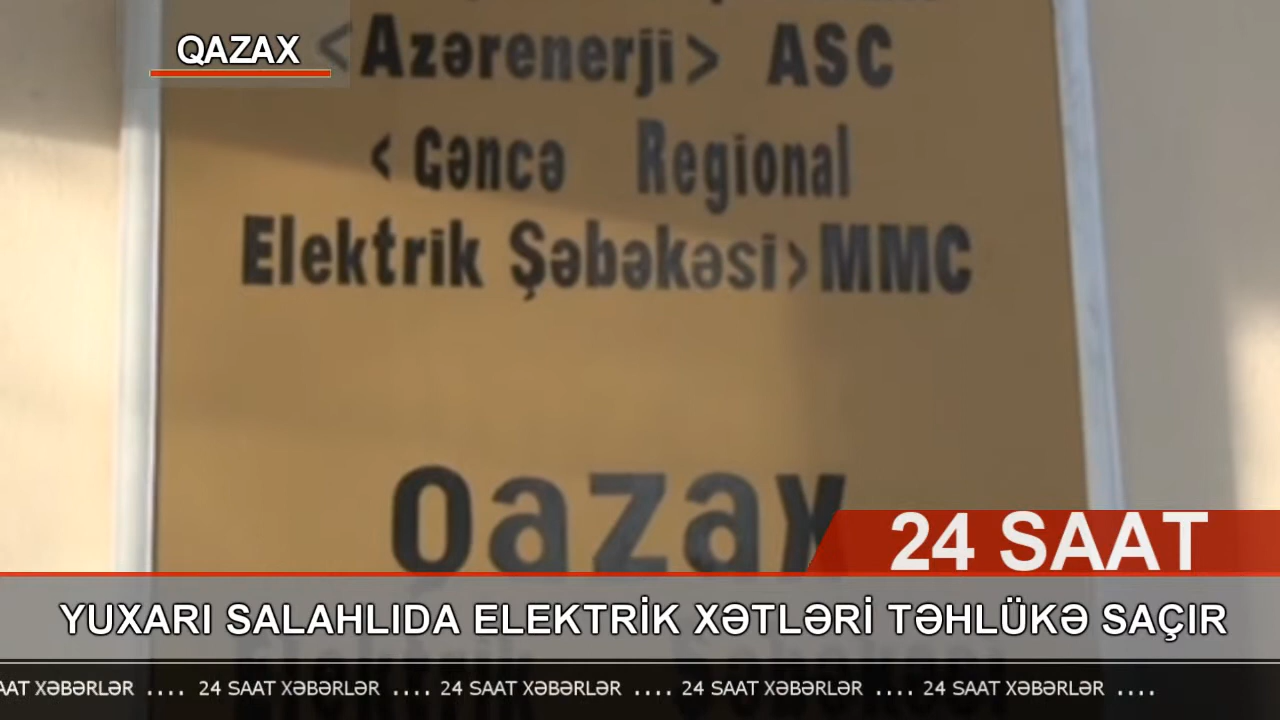 QAZAX
<Azərenerji> ASC
<Gəncə Regional
Elektrik Şəbəkəsi>MMC
Qazax
24 SAAT
YUXARI SALAHLIDA ELEKTRİK XƏTLƏRİ TƏHLÜKƏ SAÇIR
XƏBƏRLƏR .... 24 SAAT XƏBƏRLƏR .... 24 SAAT XƏBƏRLƏR .... 24 SAAT XƏBƏRLƏR .... 24 SAAT XƏBƏRLƏR ....